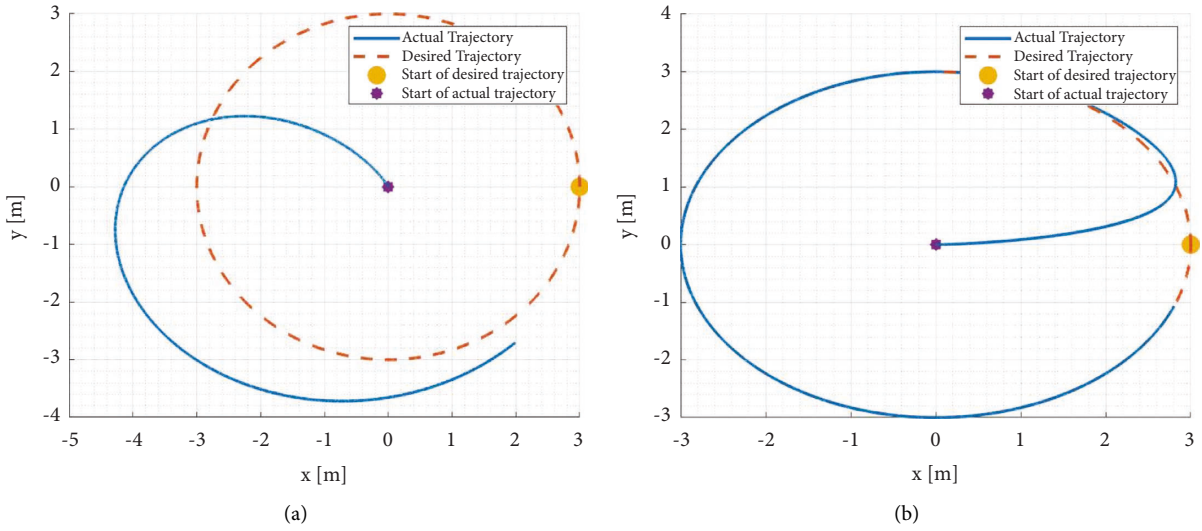 3
2
1
0
-1
-2
-3
-4
y [m]
-5
-4
-3
-2
-1
0
1
2
3
x [m]
Actual Trajectory
Desired Trajectory
Start of desired trajectory
Start of actual trajectory
(a)
4
3
2
1
0
-1
-2
-3
y [m]
-3
-2
-1
0
1
2
3
x [m]
Actual Trajectory
Desired Trajectory
Start of desired trajectory
Start of actual trajectory
(b)